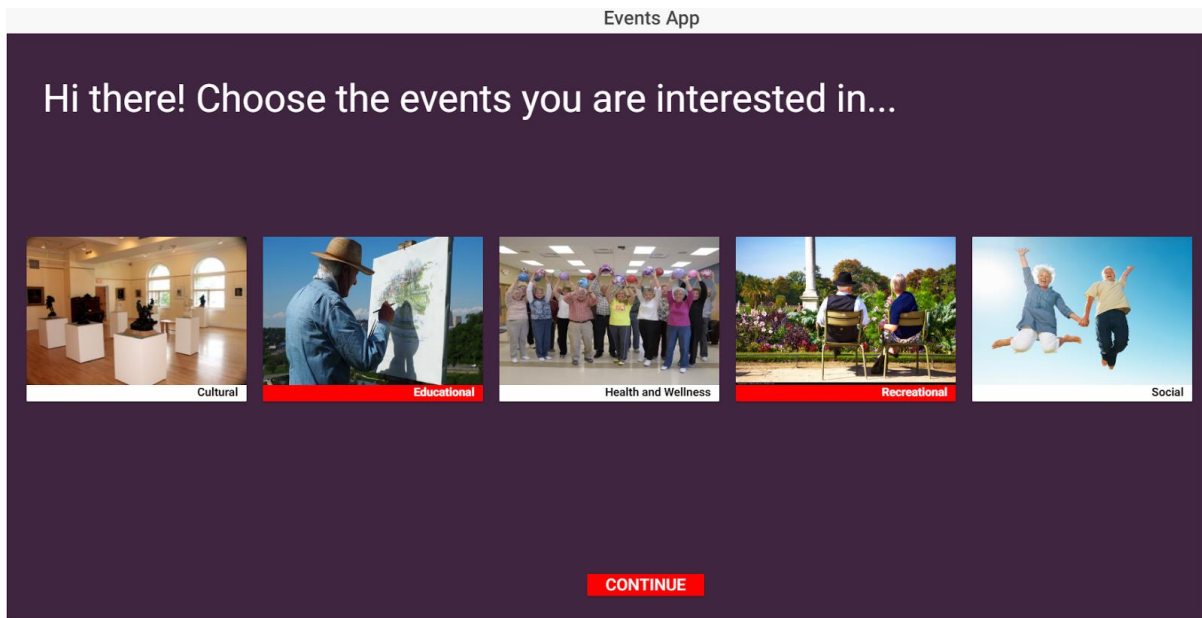 Events App
Hi there! Choose the events you are interested in...
Cultural
Educational
Health and Wellness
Recreational
Social
CONTINUE